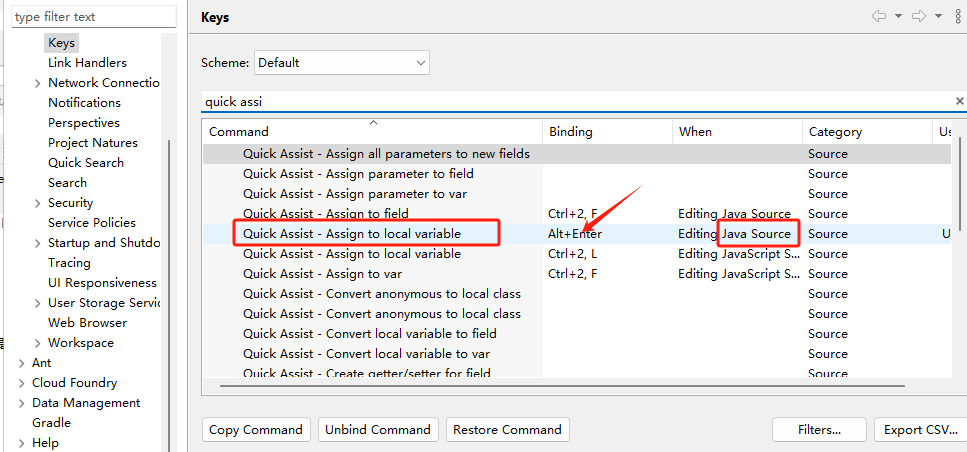 type filter text
Keys
Link Handlers
Network Connectio
Notifications
Perspectives
Project Natures
Quick Search
Search
Security
Service Policies
Startup and Shutdo
Tracing
UI Responsiveness
User Storage Servic
Web Browser
Workspace
Ant
Cloud Foundry
Data Management
Gradle
Help
Keys
Scheme: Default
quick assi
Command Binding When Category Us
Quick Assist - Assign all parameters to new fields Source
Quick Assist - Assign parameter to field Source
Quick Assist - Assign parameter to var Source
Quick Assist - Assign to field Ctrl+2, F Editing Java Source Source
Quick Assist - Assign to local variable Alt+Enter Editing Java Source Source U
Quick Assist - Assign to local variable Ctrl+2, L Editing JavaScript S... Source
Quick Assist - Assign to var Ctrl+2, F Editing JavaScript S... Source
Quick Assist - Convert anonymous to local class Source
Quick Assist - Convert anonymous to local class Source
Quick Assist - Convert local variable to field Source
Quick Assist - Convert local variable to var Source
Quick Assist - Create getter/setter for field Source
Copy Command Unbind Command Restore Command Filters... Export CSV...